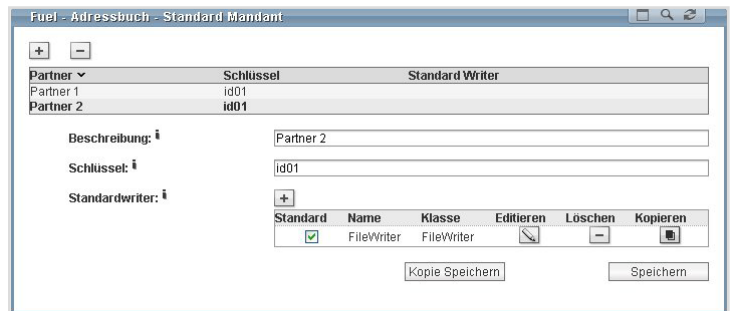 Fuel - Adressbuch - Standard Mandant
Partner Schlüssel Standard Writer
Partner 1 id01
Partner 2 id01
Beschreibung: i Partner 2
Schlüssel: i id01
Standardwriter: i +
Standard Name Klasse Editieren Löschen Kopieren
FileWriter FileWriter
Kopie Speichern Speichern